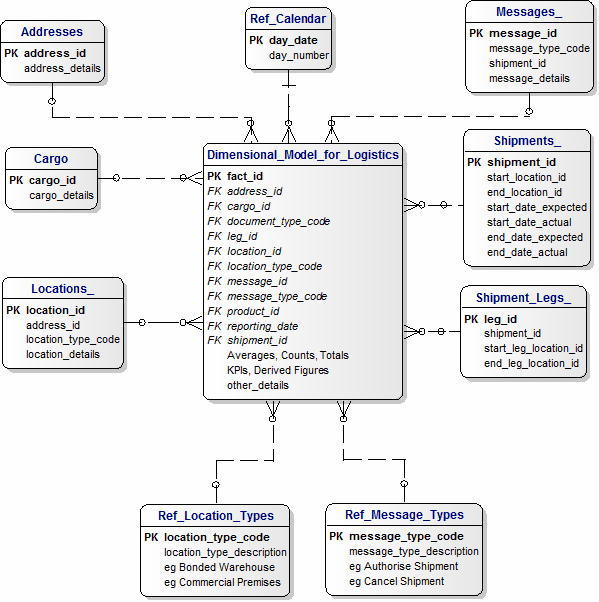 Addresses
PK address_id
address_details
Ref_Calendar
PK day_date
day_number
Messages_
PK message_id
message_type_code
shipment_id
message_details
Cargo
PK cargo_id
cargo_details
Dimensional_Model_for_Logistics
PK fact_id
FK address_id
FK cargo_id
FK document_type_code
FK leg_id
FK location_id
FK location_type_code
FK message_id
FK message_type_code
FK product_id
FK reporting_date
FK shipment_id
Averages, Counts, Totals
KPIs, Derived Figures
other_details
Shipments_
PK shipment_id
start_location_id
end_location_id
start_date_expected
start_date_actual
end_date_expected
end_date_actual
Locations_
PK location_id
address_id
location_type_code
location_details
Shipment_Legs_
PK leg_id
shipment_id
start_leg_location_id
end_leg_location_id
Ref_Location_Types
PK location_type_code
location_type_description
eg Bonded Warehouse
eg Commercial Premises
Ref_Message_Types
PK message_type_code
message_type_description
eg Authorise Shipment
eg Cancel Shipment